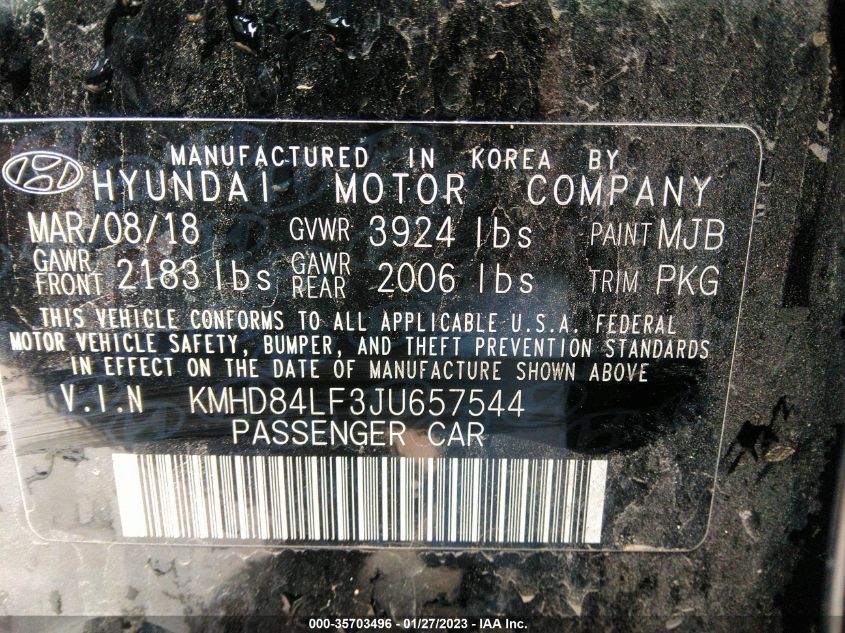 MANUFACTURED IN KOREA BY
HYUNDAI MOTOR COMPANY
MAR/08/18 GVWR 3924 lbs PAINT MJB
GAWR FRONT 2183 lbs GAWR REAR 2006 lbs TRIM PKG
THIS VEHICLE CONFORMS TO ALL APPLICABLE U.S.A. FEDERAL
MOTOR VEHICLE SAFETY, BUMPER, AND THEFT PREVENTION STANDARDS
IN EFFECT ON THE DATE OF MANUFACTURE SHOWN ABOVE
V.I.N KMHD84LF3JU657544
PASSENGER CAR
000-35703496 - 01/27/2023 - IAA Inc.